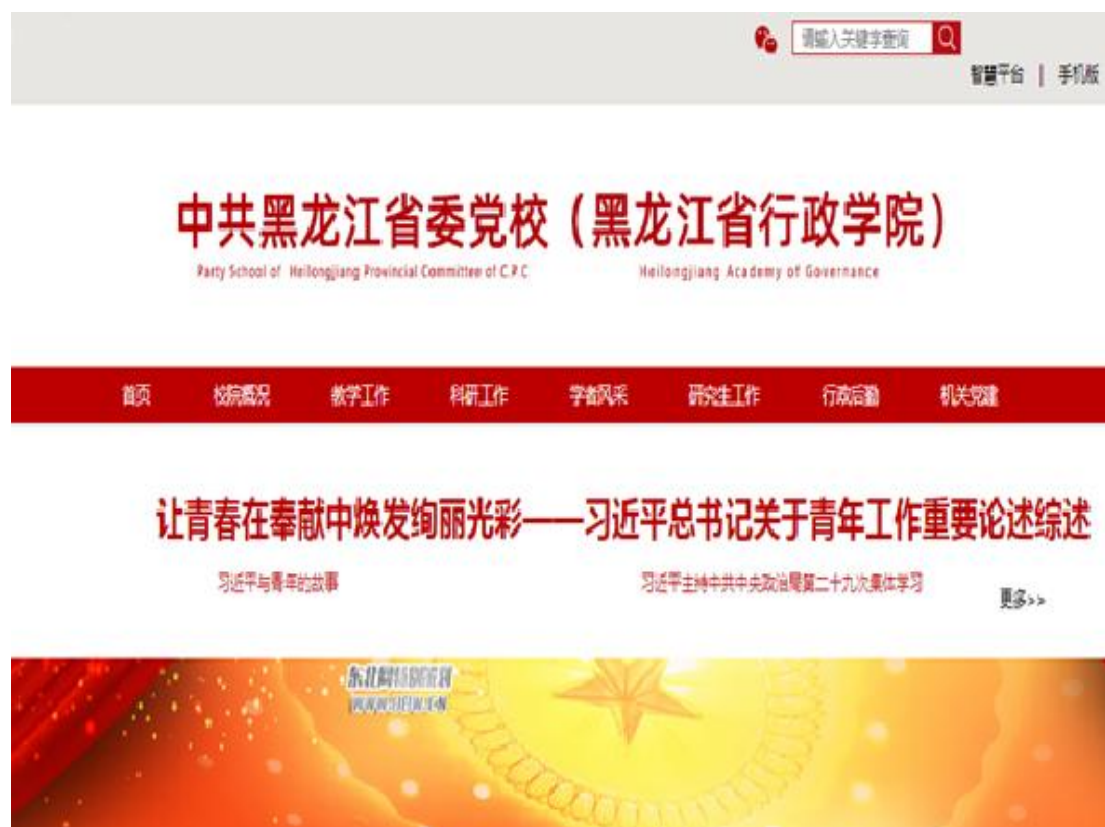 请输入关键字查询
智慧平台 | 手机版
中共黑龙江省委党校（黑龙江省行政学院）
Party School of Heilongjiang Provincial Committee of C.P.C Heilongjiang Academy of Governance
首页 校院概况 教学工作 科研工作 学者风采 研究生工作 行政后勤 机关党建
让青春在奉献中焕发绚丽光彩——习近平总书记关于青年工作重要论述综述
习近平与青年的故事 习近平主持中共中央政治局第二十九次集体学习
更多>>